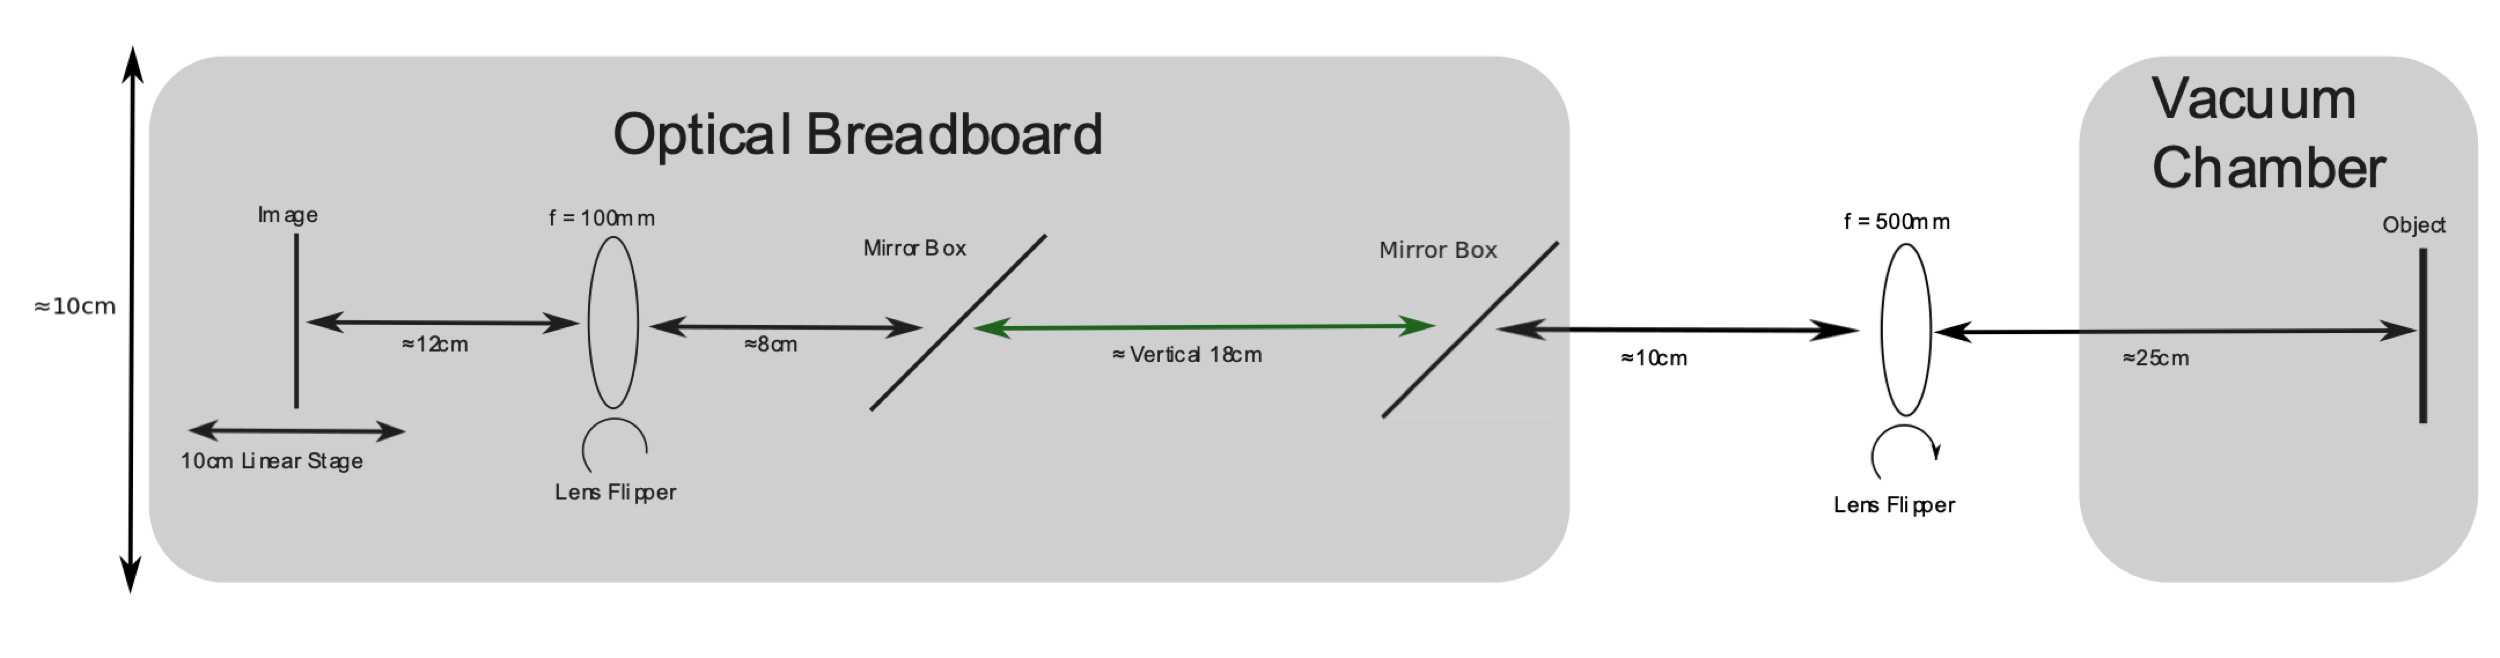 Optical Breadboard
Vacuum
Chamber
Image
f = 100mm
Mirror Box
Mirror Box
f = 500mm
Object
≈10cm
≈12cm
≈8cm
≈ Vertical 18cm
≈10cm
≈25cm
10cm Linear Stage
Lens Flipper
Lens Flipper